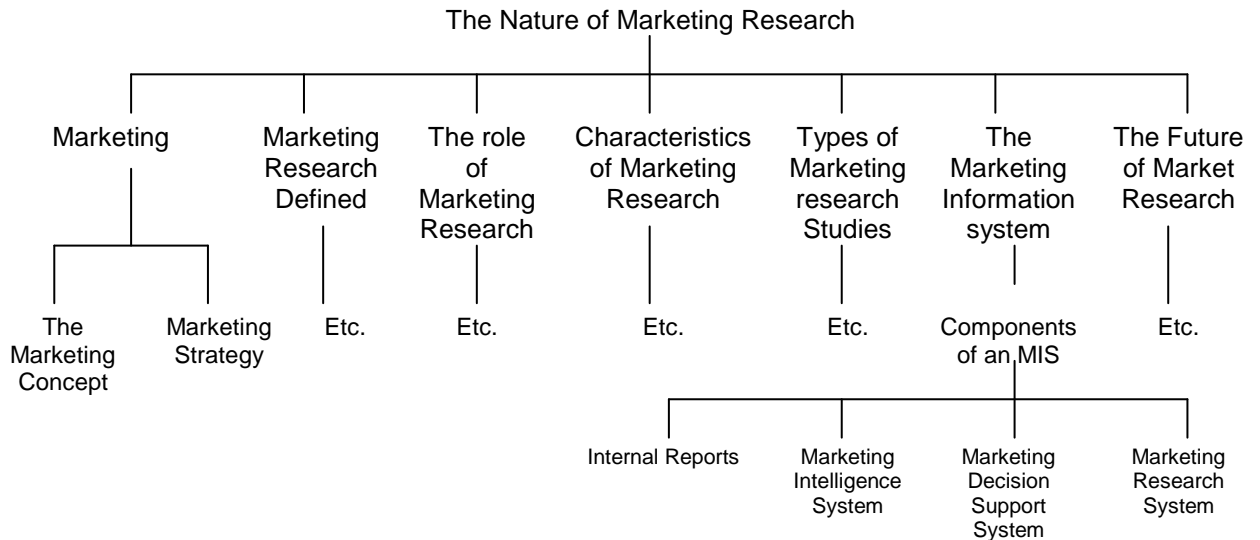 The Nature of Marketing Research
Marketing
Marketing
Research
Defined
The role
of
Marketing
Research
Characteristics
of Marketing
Research
Types of
Marketing
research
Studies
The
Marketing
Information
system
The Future
of Market
Research
The
Marketing
Concept
Marketing
Strategy
Etc.
Etc.
Etc.
Etc.
Components
of an MIS
Etc.
Internal Reports
Marketing
Intelligence
System
Marketing
Decision
Support
System
Marketing
Research
System